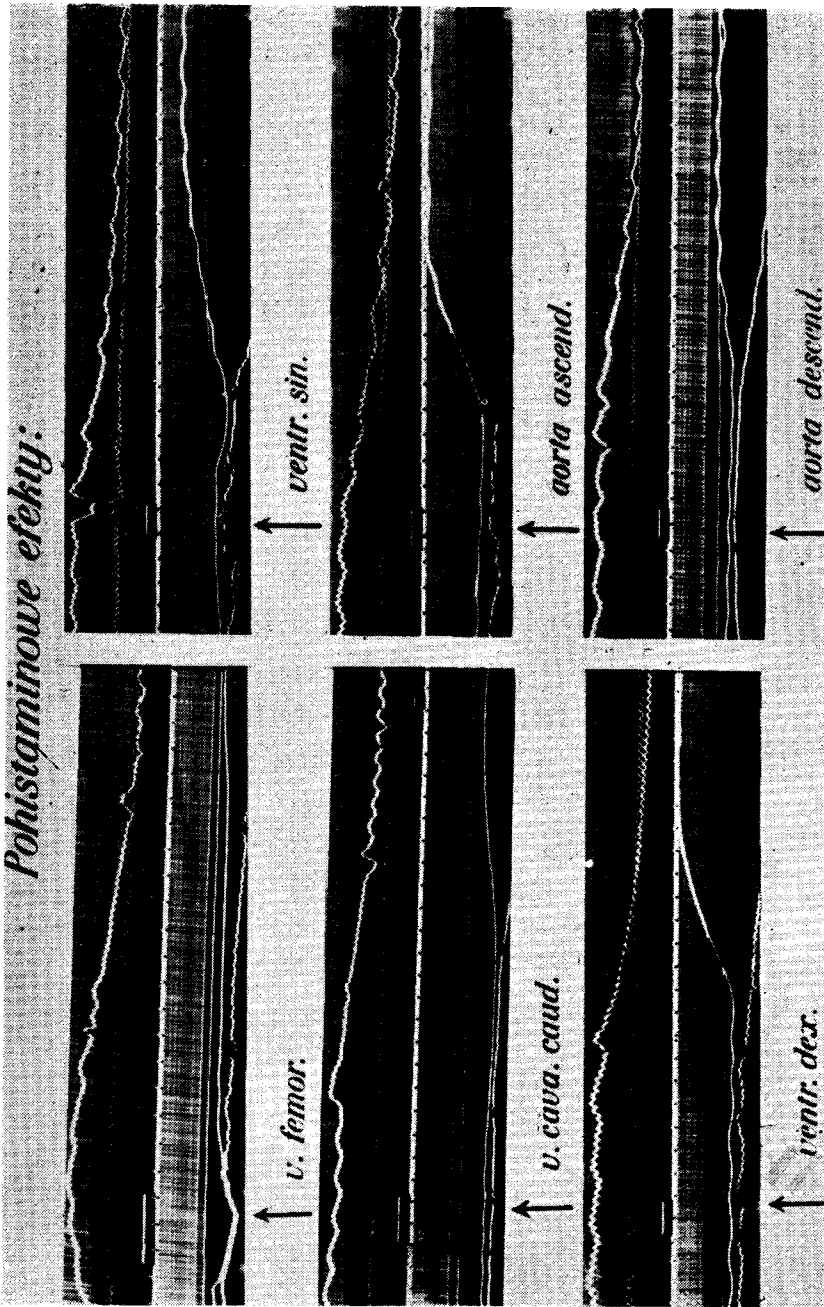 Pohistaminowe efekty:
v. femor.
ventr. sin.
v. cava. caud.
aorta ascend.
ventr. dex.
aorta descend.